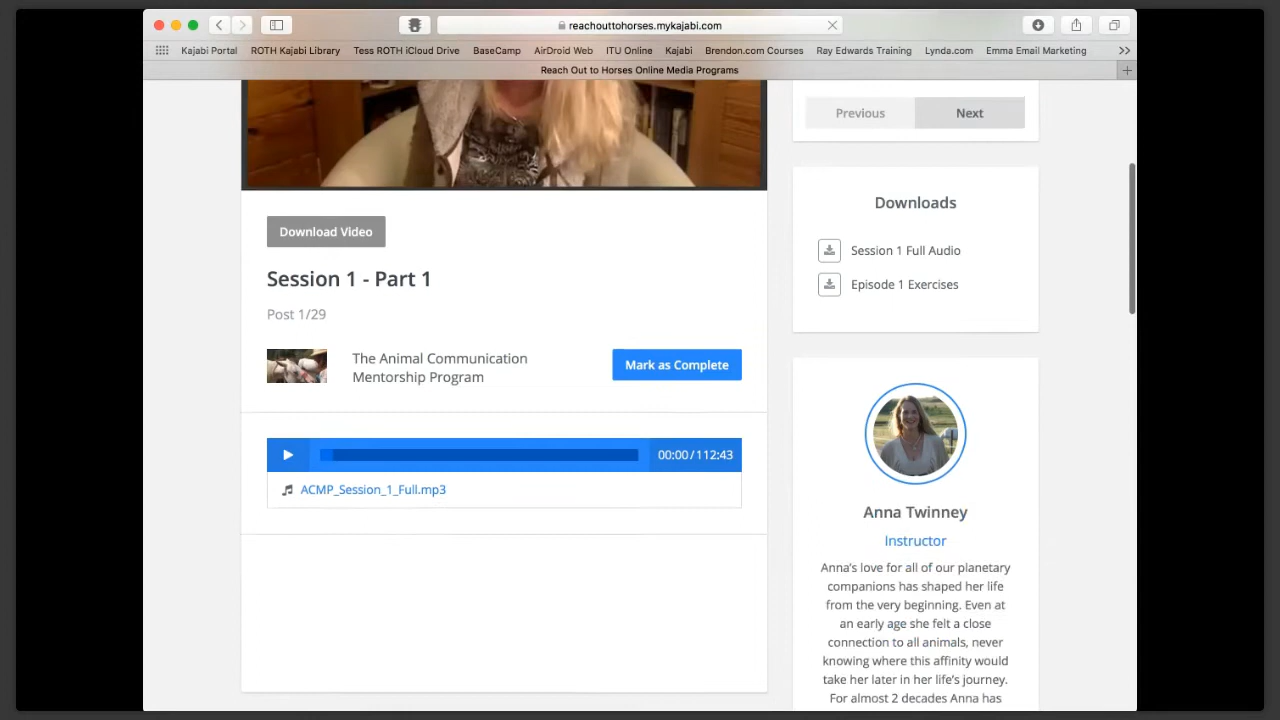 reachouttohorses.mykajabi.com
Kajabi Portal ROTH Kajabi Library Tess ROTH iCloud Drive BaseCamp AirDroid Web ITU Online Kajabi Brendon.com Courses Ray Edwards Training Lynda.com Emma Email Marketing
Reach Out to Horses Online Media Programs
Previous Next
Download Video
Session 1 - Part 1
Post 1/29
The Animal Communication
Mentorship Program
Mark as Complete
00:00/112:43
ACMP_Session_1_Full.mp3
Downloads
Session 1 Full Audio
Episode 1 Exercises
Anna Twinney
Instructor
Anna's love for all of our planetary
companions has shaped her life
from the very beginning. Even at
an early age she felt a close
connection to all animals, never
knowing where this affinity would
take her later in her life's journey.
For almost 2 decades Anna has